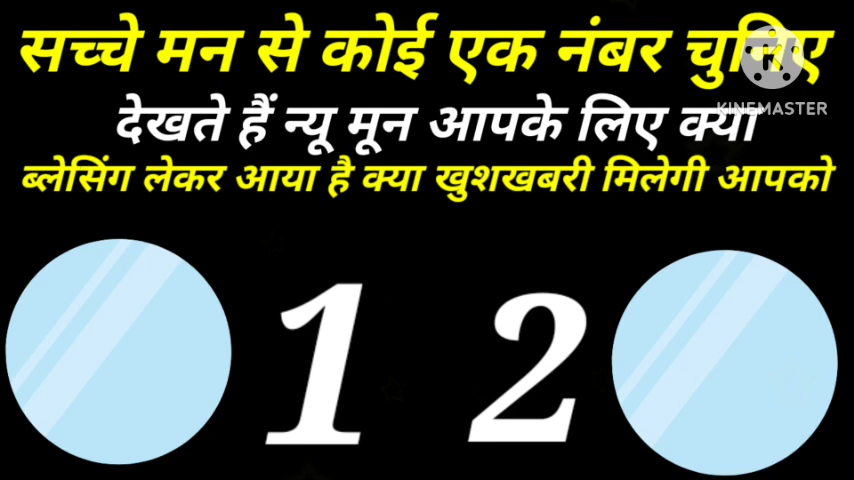 सच्चे मन से कोई एक नंबर चुनिए
KINEMASTER
देखते हैं न्यू मून आपके लिए क्या
ब्लेसिंग लेकर आया है क्या खुशखबरी मिलेगी आपको
1 2